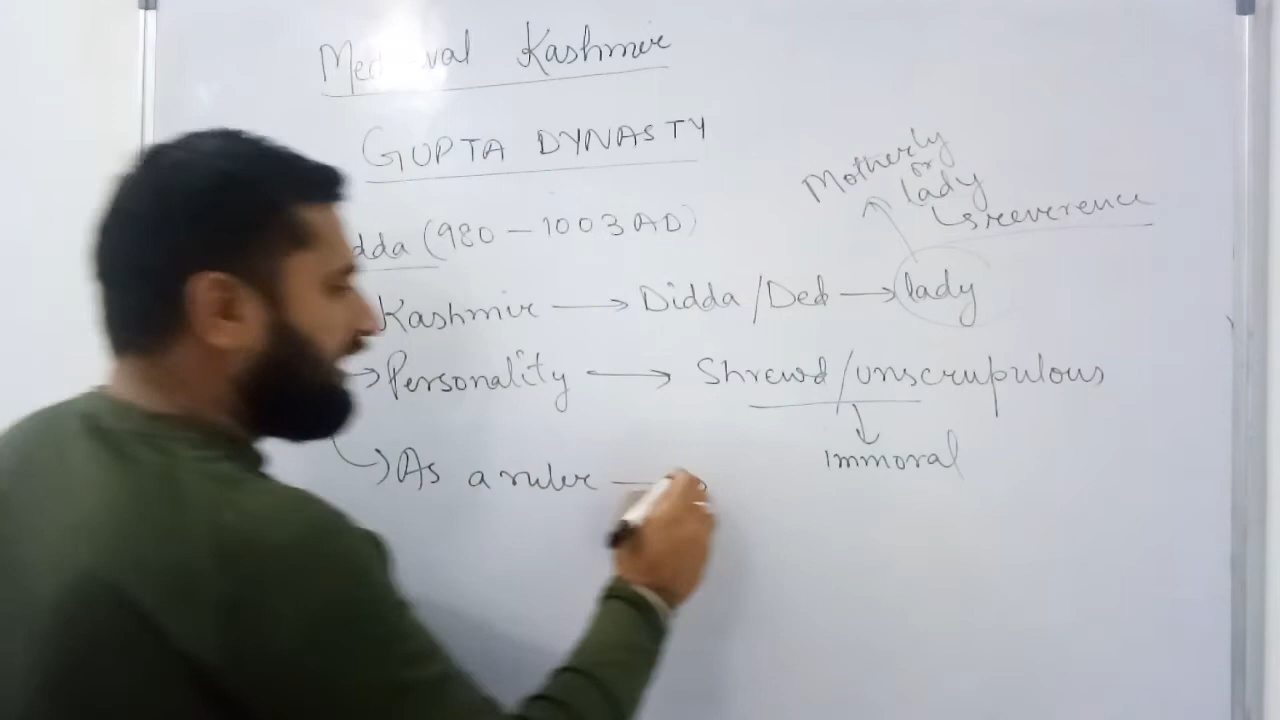 Medieval Kashmir
GUPTA DYNASTY
Motherly
or
lady
↳ reverence
dda (980 – 1003 AD)
Kashmir → Didda / Ded → lady
→ Personality → Shrewd / unscrupulous
↓
Immoral
→ As a ruler →